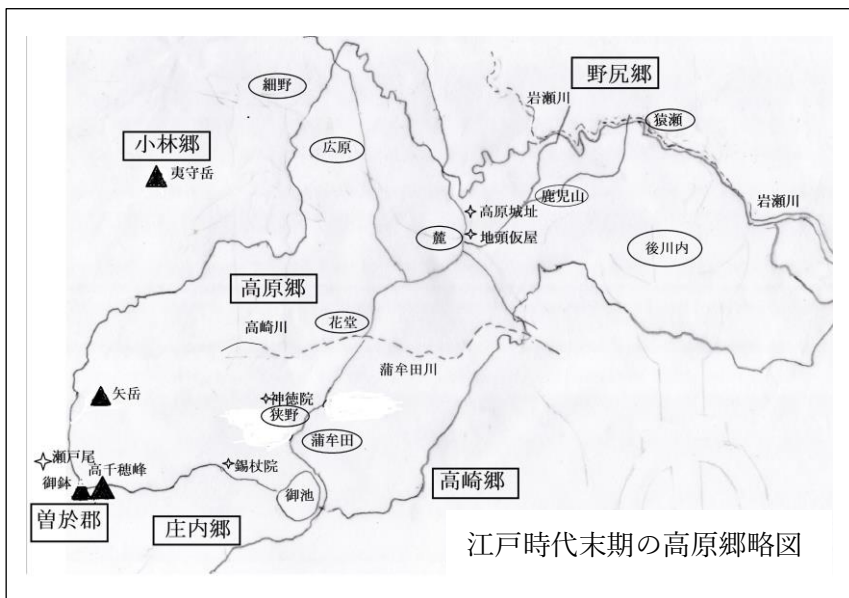 野尻郷
細野
岩瀬川
猿瀬
小林郷
広原
夷守岳
鹿児山
岩瀬川
高原城址
麓
地頭仮屋
後川内
高原郷
花堂
高崎川
蒲牟田川
矢岳
神徳院
狭野
蒲牟田
瀬戸尾
高千穂峰
錫杖院
御鉢
御池
高崎郷
曽於郡
庄内郷
江戸時代末期の高原郷略図